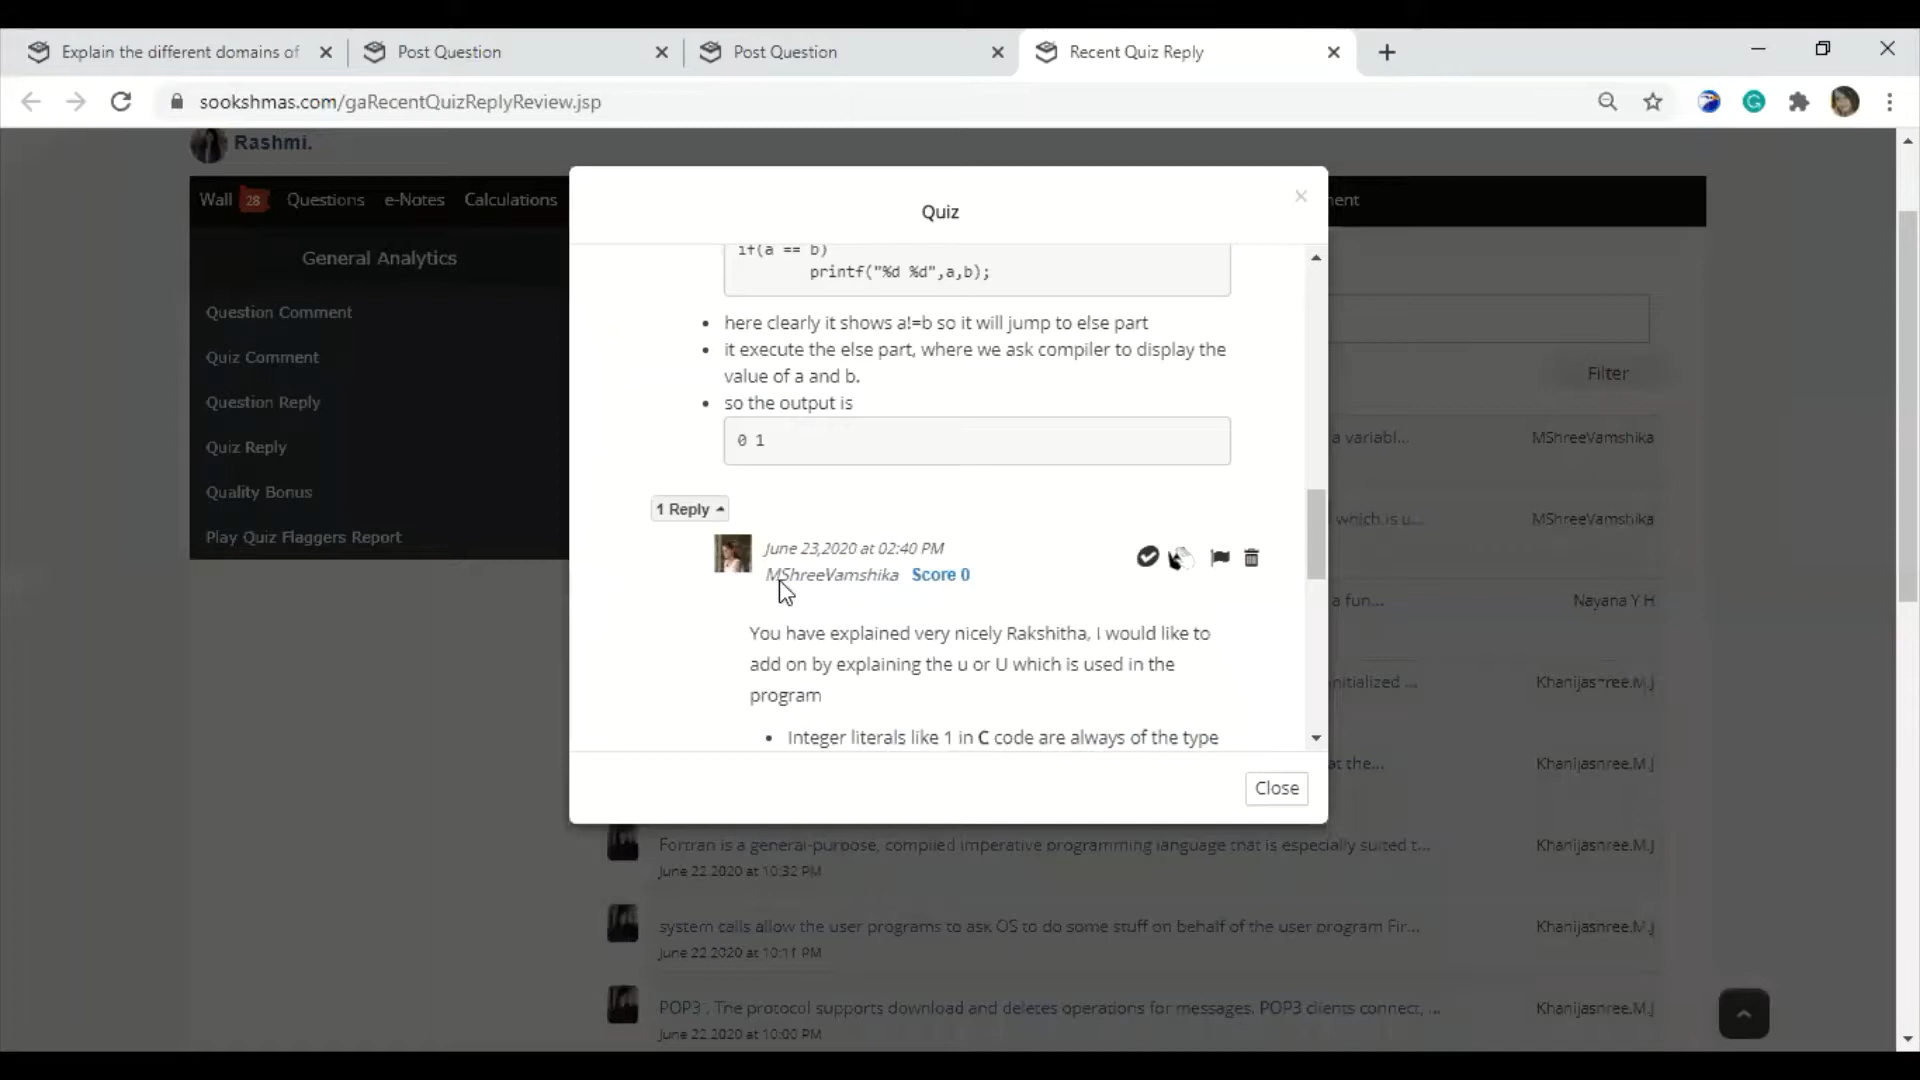 Explain the different domains of
Post Question
Post Question
Recent Quiz Reply
sookshmas.com/gaRecentQuizReplyReview.jsp
Rashmi.
Wall 28 Questions e-Notes Calculations
ent
General Analytics
Question Comment
Quiz Comment
Question Reply
Quiz Reply
Quality Bonus
Play Quiz Flaggers Report
Quiz
if(a == b)
printf("%d %d",a,b);
here clearly it shows a!=b so it will jump to else part
it execute the else part, where we ask compiler to display the
value of a and b.
so the output is
0 1
1 Reply
June 23,2020 at 02:40 PM
MShreeVamshika Score 0
You have explained very nicely Rakshitha, I would like to
add on by explaining the u or U which is used in the
program
Integer literals like 1 in C code are always of the type
Close
Filter
a variabl... MShreeVamshika
which is u... MShreeVamshika
a fun... Nayana Y H
nitialized ... Khanijasnree.M.J
at the... Khanijasnree.M.J
Fortran is a general-purpose, compiled imperative programming language that is especially suited t... Khanijasnree.M.J
June 22,2020 at 10:32 PM
system calls allow the user programs to ask OS to do some stuff on behalf of the user program Fir... Khanijasnree.M.J
June 22,2020 at 10:11 PM
POP3 . The protocol supports download and deletes operations for messages. POP3 clients connect, ... Khanijasnree.M.J
June 22,2020 at 10:00 PM